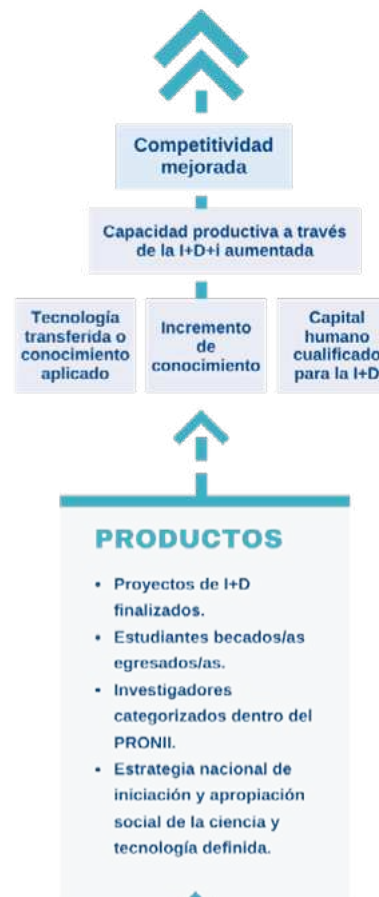 Competitividad
mejorada
Capacidad productiva a través
de la I+D+i aumentada
Tecnología
transferida o
conocimiento
aplicado
Incremento
de
conocimiento
Capital
humano
cualificado
para la I+D
PRODUCTOS
• Proyectos de I+D
finalizados.
• Estudiantes becados/as
egresados/as.
• Investigadores
categorizados dentro del
PRONII.
• Estrategia nacional de
iniciación y apropiación
social de la ciencia y
tecnología definida.